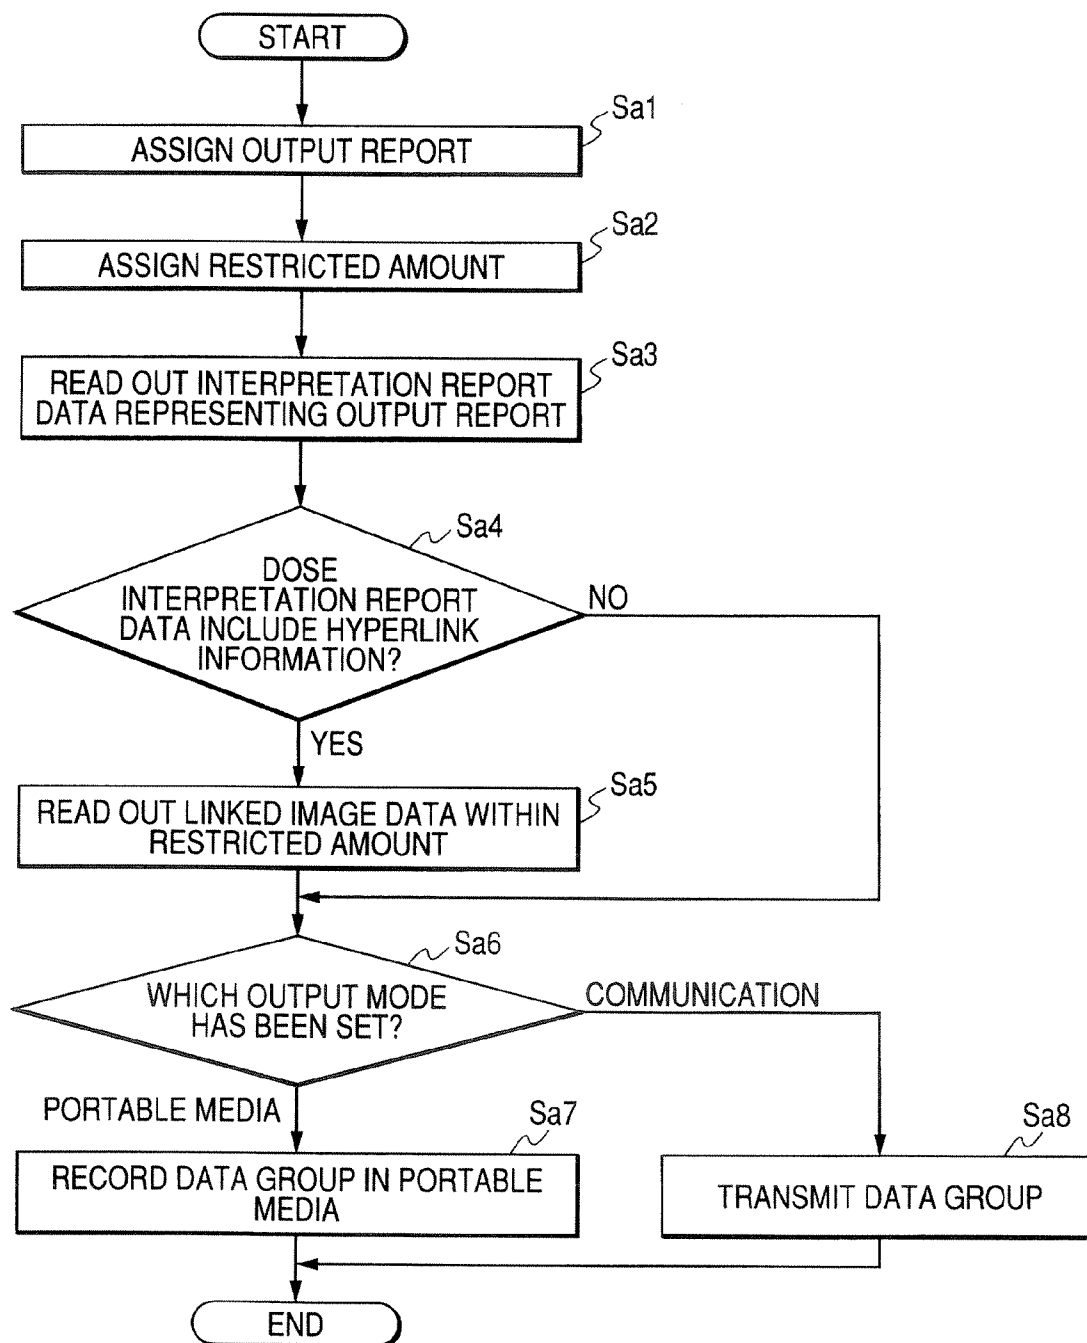 START
Sa1
ASSIGN OUTPUT REPORT
Sa2
ASSIGN RESTRICTED AMOUNT
Sa3
READ OUT INTERPRETATION REPORT
DATA REPRESENTING OUTPUT REPORT
Sa4
DOSE
INTERPRETATION REPORT
DATA INCLUDE HYPERLINK
INFORMATION?
NO
YES
Sa5
READ OUT LINKED IMAGE DATA WITHIN
RESTRICTED AMOUNT
Sa6
WHICH OUTPUT MODE
HAS BEEN SET?
COMMUNICATION
PORTABLE MEDIA
Sa7
RECORD DATA GROUP IN PORTABLE
MEDIA
Sa8
TRANSMIT DATA GROUP
END